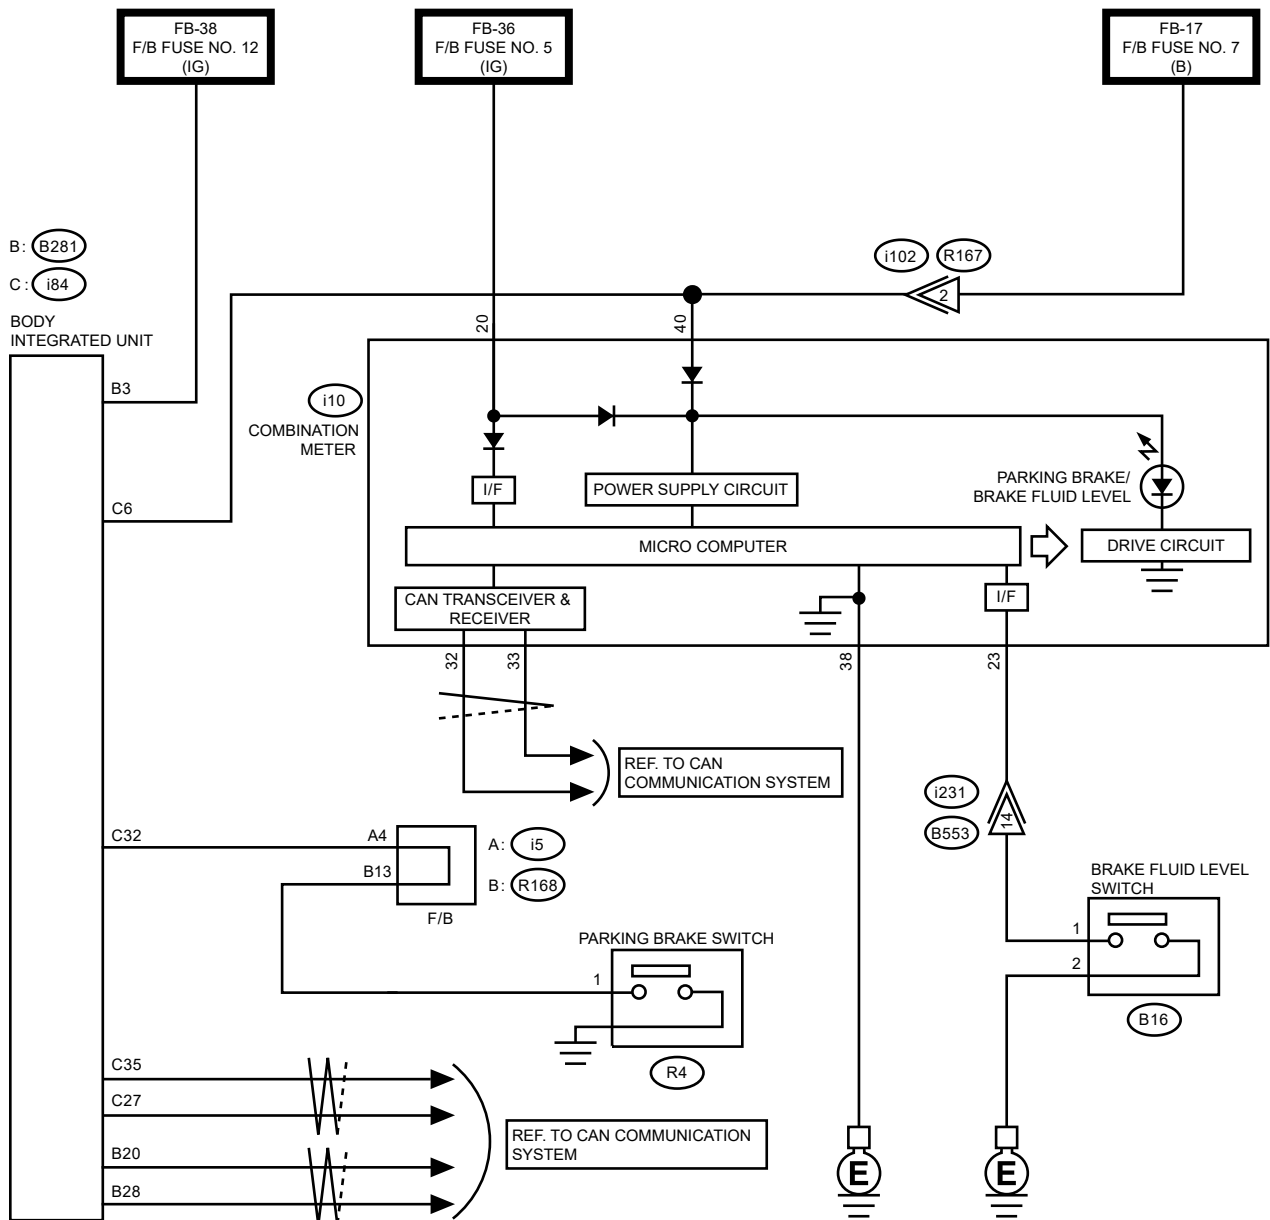 FB-38
F/B FUSE NO. 12
(IG)
FB-36
F/B FUSE NO. 5
(IG)
FB-17
F/B FUSE NO. 7
(B)
B: B281
C: i84
BODY
INTEGRATED UNIT
i102 R167
2
20
40
B3
i10
COMBINATION
METER
C6
I/F
POWER SUPPLY CIRCUIT
PARKING BRAKE/
BRAKE FLUID LEVEL
MICRO COMPUTER
DRIVE CIRCUIT
CAN TRANSCEIVER &
RECEIVER
I/F
32
33
38
23
REF. TO CAN
COMMUNICATION SYSTEM
i231
14
B553
C32
A4
A: i5
B13
B: R168
F/B
BRAKE FLUID LEVEL
SWITCH
1
2
B16
PARKING BRAKE SWITCH
1
R4
C35
C27
B20
B28
REF. TO CAN COMMUNICATION
SYSTEM
E
E